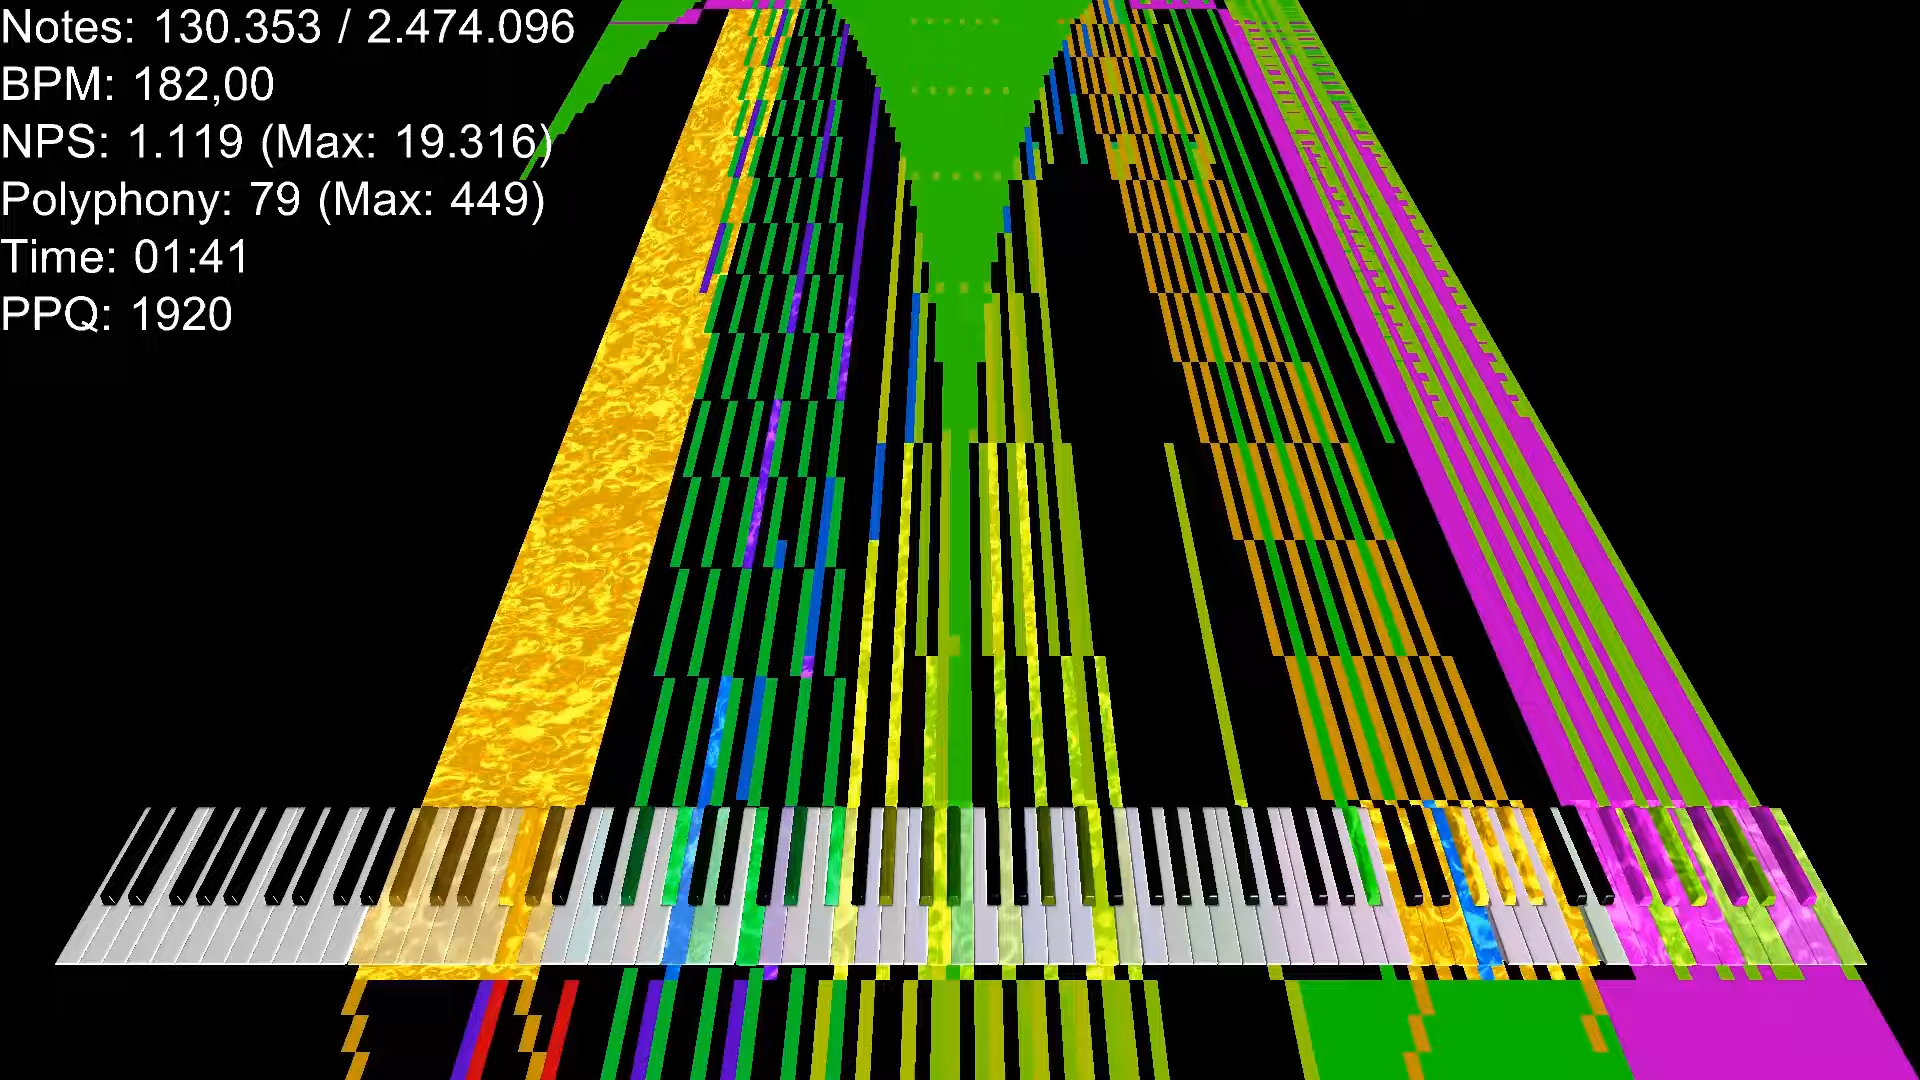 Notes: 130.353 / 2.474.096
BPM: 182,00
NPS: 1.119 (Max: 19.316)
Polyphony: 79 (Max: 449)
Time: 01:41
PPQ: 1920